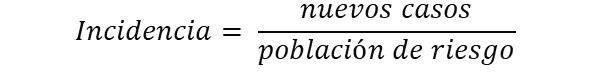 Incidencia = nuevos casos / población de riesgo